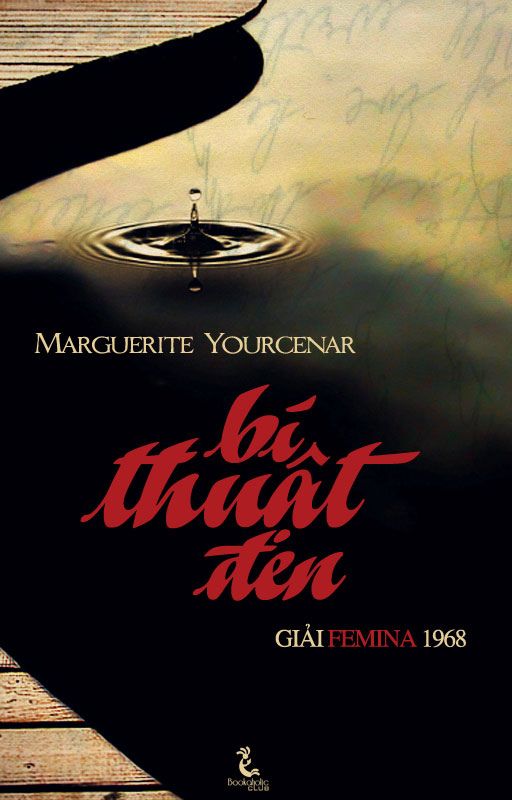 MARGUERITE YOURCENAR
bí
thuật
đen
GIẢI FEMINA 1968
Bookaholic
CLUB